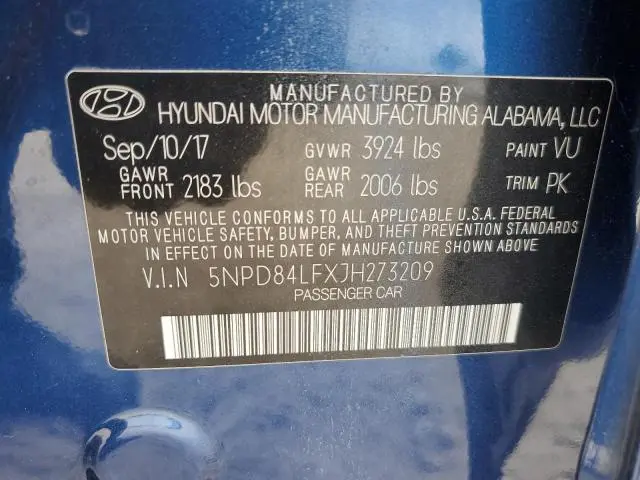 MANUFACTURED BY
HYUNDAI MOTOR MANUFACTURING ALABAMA, LLC
Sep/10/17 GVWR 3924 lbs PAINT VU
GAWR FRONT 2183 lbs GAWR REAR 2006 lbs TRIM PK
THIS VEHICLE CONFORMS TO ALL APPLICABLE U.S.A. FEDERAL
MOTOR VEHICLE SAFETY, BUMPER, AND THEFT PREVENTION STANDARDS
IN EFFECT ON THE DATE OF MANUFACTURE SHOWN ABOVE.
V.I.N 5NPD84LFXJH273209
PASSENGER CAR